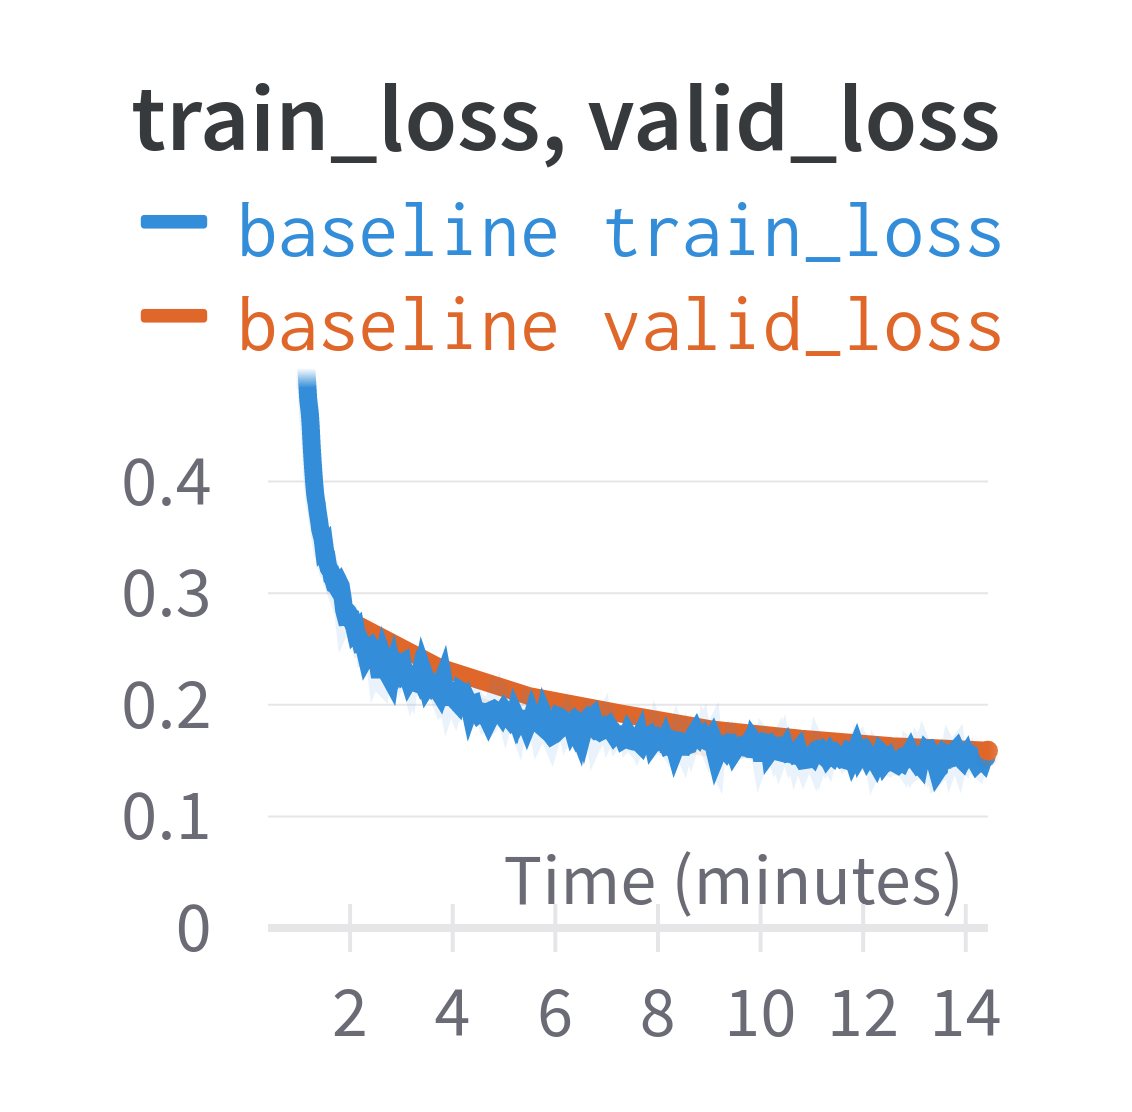 train_loss, valid_loss
baseline train_loss
baseline valid_loss
0.4
0.3
0.2
0.1
Time (minutes)
0
2 4 6 8 10 12 14